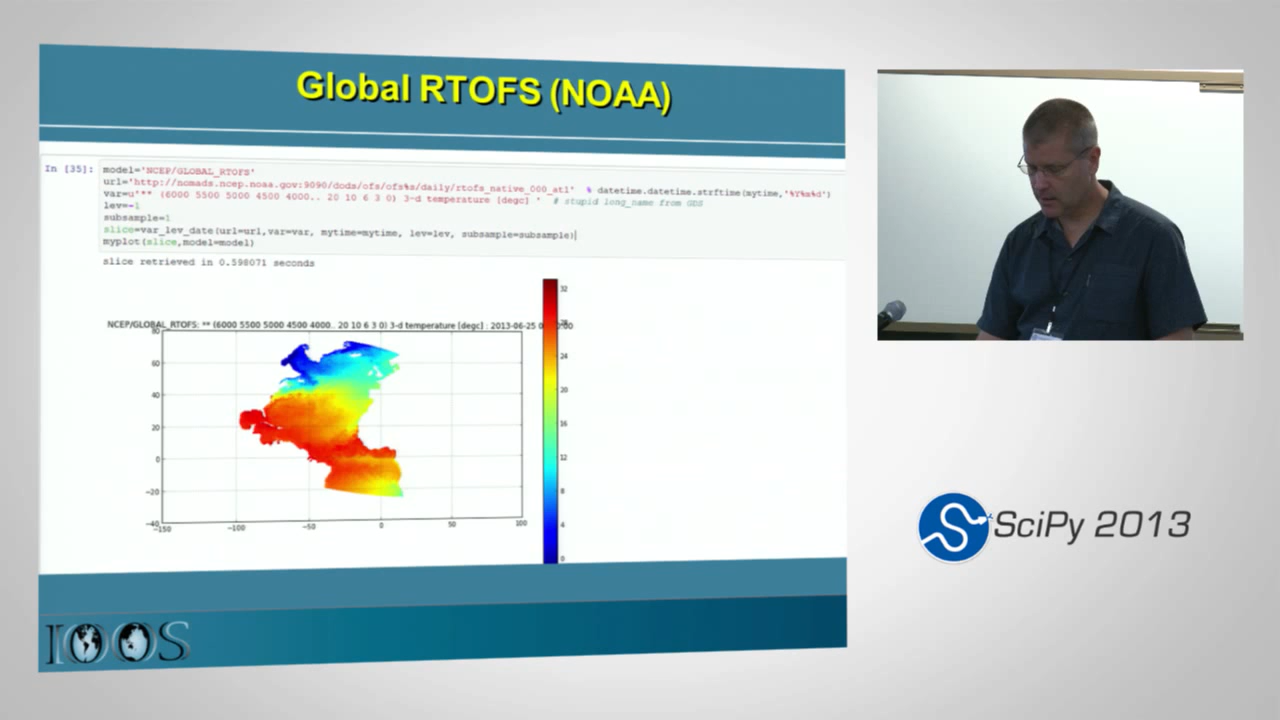 Global RTOFS (NOAA)
In [35]:
model='NCEP/GLOBAL_RTOFS'
url='http://nomads.ncep.noaa.gov:9090/dods/ofs/ofs%s/daily/rtofs_native_000_atl' % datetime.datetime.strftime(mytime,'%Y%m%d')
var=u'** (6000 5500 5000 4500 4000.. 20 10 6 3 0) 3-d temperature [degc] ' # stupid long_name from GDS
lev=-1
subsample=1
slice=var_lev_date(url=url,var=var, mytime=mytime, lev=lev, subsample=subsample)
myplot(slice,model=model)
slice retrieved in 0.598071 seconds
NCEP/GLOBAL_RTOFS: ** (6000 5500 5000 4500 4000.. 20 10 6 3 0) 3-d temperature [degc] : 2013-06-25
80
60
40
20
0
-20
-40
-150 -100 -50 0 50 100
32
28
24
20
16
12
8
4
0
IOOS
SciPy 2013